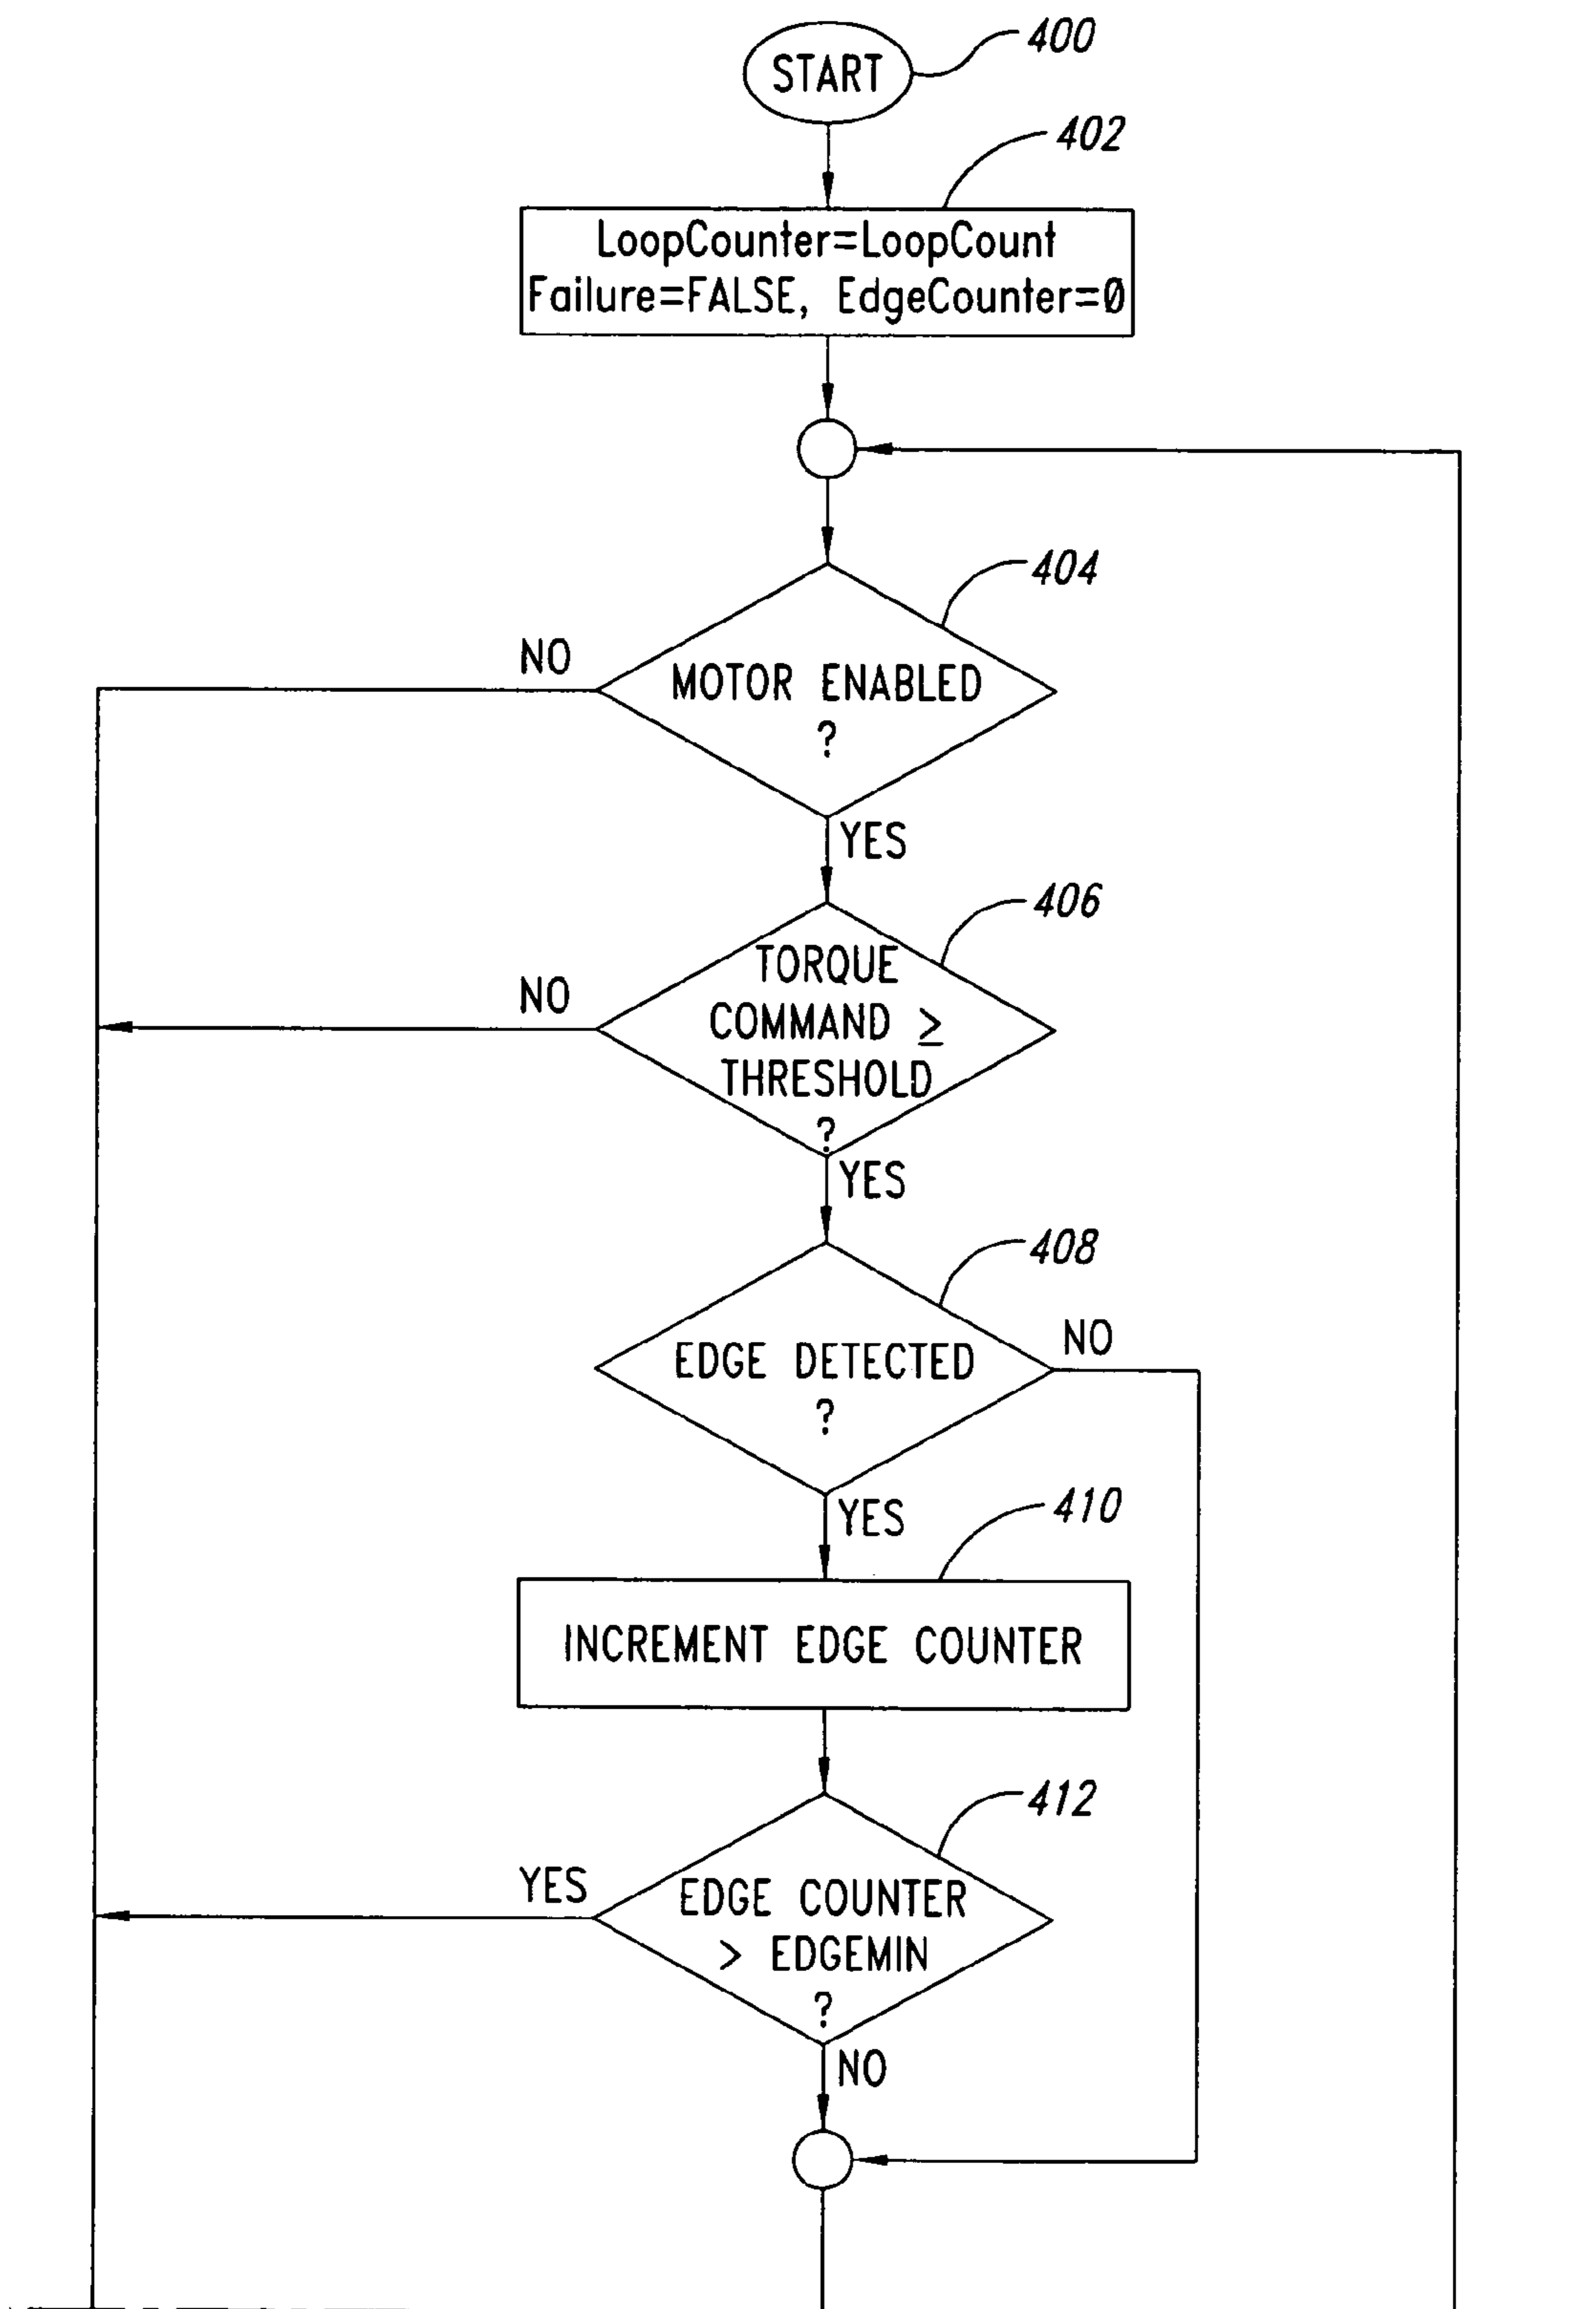 START
400
402
LoopCounter=LoopCount
Failure=FALSE, EdgeCounter=0
404
NO
MOTOR ENABLED
?
YES
406
NO
TORQUE
COMMAND ≥
THRESHOLD
?
YES
408
NO
EDGE DETECTED
?
YES
410
INCREMENT EDGE COUNTER
412
YES
EDGE COUNTER
> EDGEMIN
?
NO